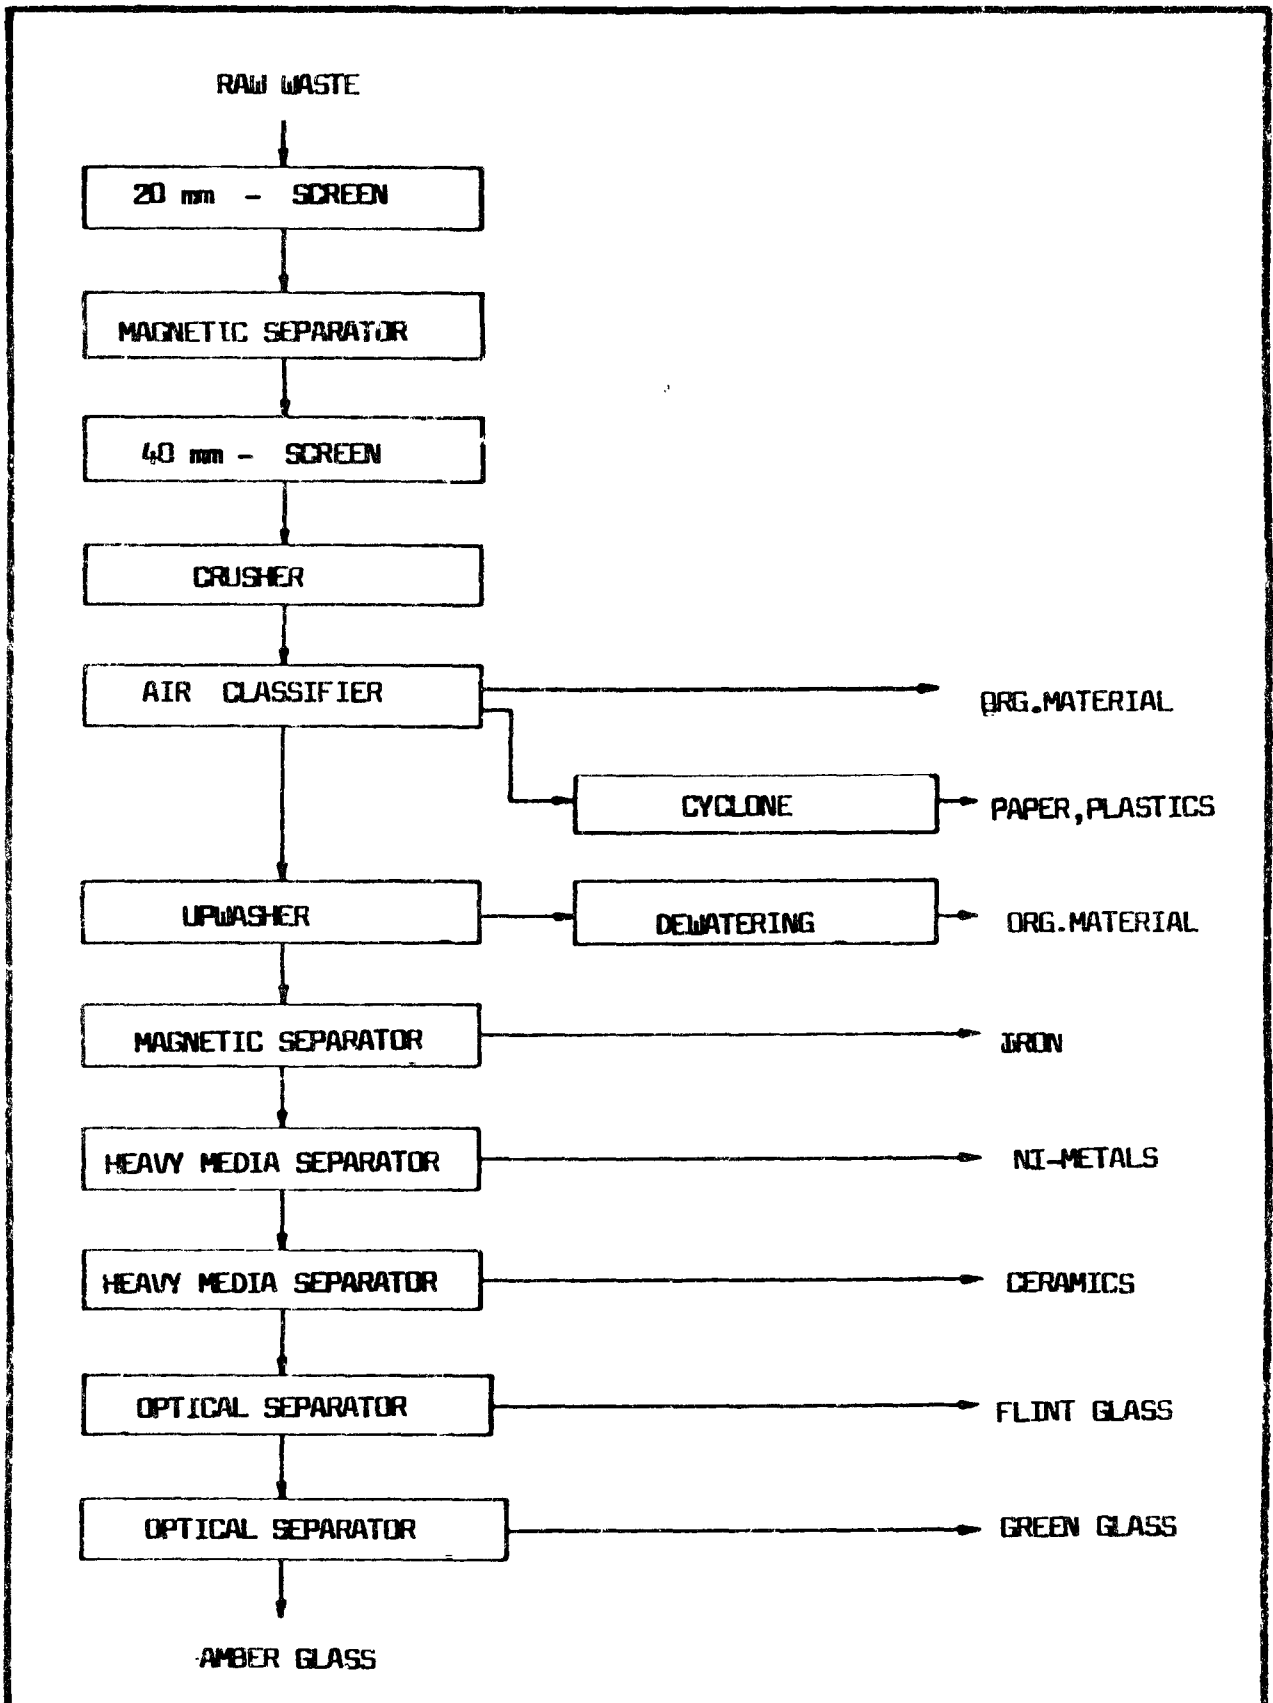 RAW WASTE
20 mm - SCREEN
MAGNETIC SEPARATOR
40 mm - SCREEN
CRUSHER
AIR CLASSIFIER
ORG.MATERIAL
CYCLONE
PAPER,PLASTICS
UPWASHER
DEWATERING
ORG.MATERIAL
MAGNETIC SEPARATOR
IRON
HEAVY MEDIA SEPARATOR
NI-METALS
HEAVY MEDIA SEPARATOR
CERAMICS
OPTICAL SEPARATOR
FLINT GLASS
OPTICAL SEPARATOR
GREEN GLASS
AMBER GLASS